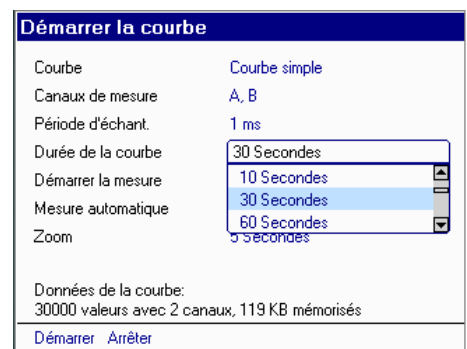 Démarrer la courbe
Courbe Courbe simple
Canaux de mesure A, B
Période d'échant. 1 ms
Durée de la courbe 30 Secondes
Démarrer la mesure 10 Secondes
30 Secondes
Mesure automatique
60 Secondes
Zoom 5 Secondes
Données de la courbe:
30000 valeurs avec 2 canaux, 119 KB mémorisés
Démarrer Arrêter